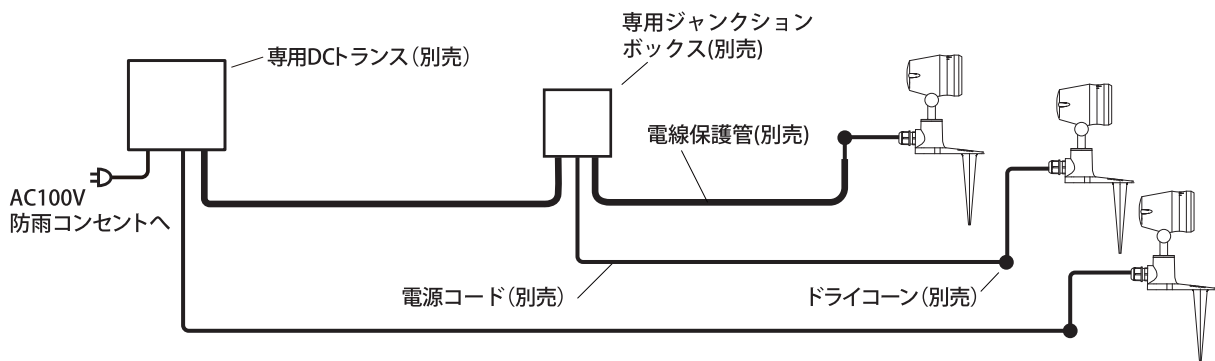 専用DCトランス（別売）
専用ジャンクション
ボックス(別売)
電線保護管(別売)
AC100V
防雨コンセントへ
電源コード（別売）
ドライコーン（別売）